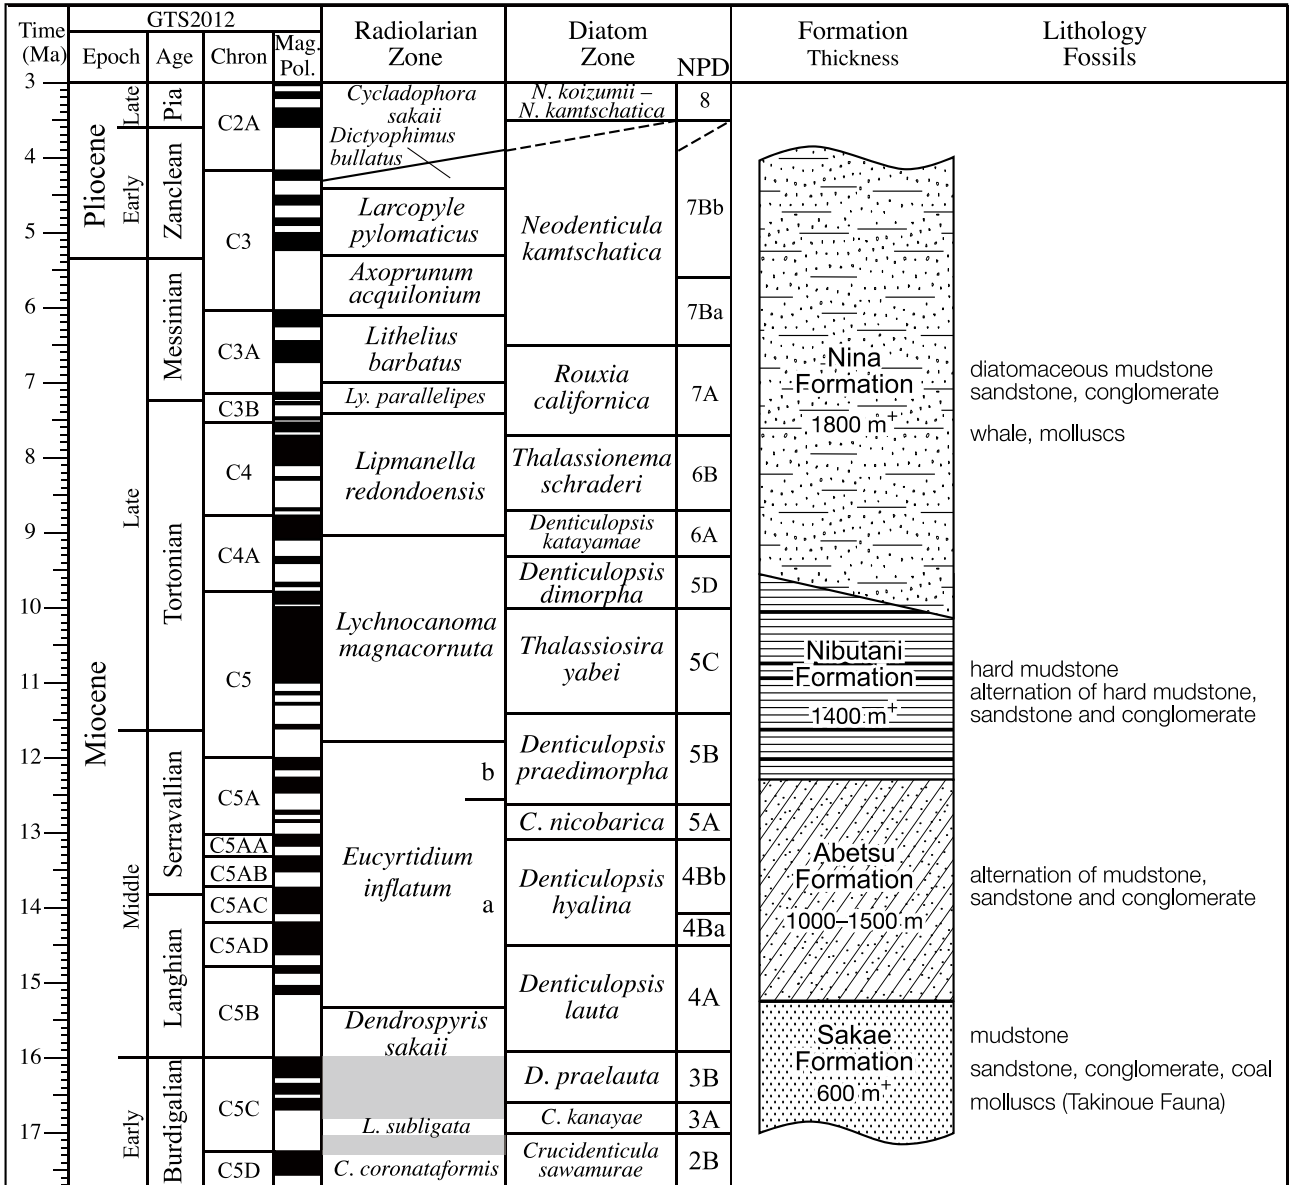 GTS2012
Time
(Ma)
Epoch
Age
Chron
Mag.
Pol.
Radiolarian
Zone
Diatom
Zone
NPD
Formation
Thickness
Lithology
Fossils
3
4
5
6
7
8
9
10
11
12
13
14
15
16
17
Pliocene
Miocene
Late
Early
Late
Middle
Early
Pia
Zanclean
Messinian
Tortonian
Serravallian
Langhian
Burdigalian
C2A
C3
C3A
C3B
C4
C4A
C5
C5A
C5AA
C5AB
C5AC
C5AD
C5B
C5C
C5D
Cycladophora
sakaii
Dictyophimus
bullatus
Larcopyle
pylomaticus
Axoprunum
acquilonium
Lithelius
barbatus
Ly. parallelipes
Lipmanella
redondoensis
Lychnocanoma
magnacornuta
b
Eucyrtidium
inflatum
a
Dendrospyris
sakaii
L. subligata
C. coronataformis
N. koizumii –
N. kamtschatica
Neodenticula
kamtschatica
Rouxia
californica
Thalassionema
schraderi
Denticulopsis
katayamae
Denticulopsis
dimorpha
Thalassiosira
yabei
Denticulopsis
praedimorpha
C. nicobarica
Denticulopsis
hyalina
Denticulopsis
lauta
D. praelauta
C. kanayae
Crucidenticula
sawamurae
8
7Bb
7Ba
7A
6B
6A
5D
5C
5B
5A
4Bb
4Ba
4A
3B
3A
2B
Nina
Formation
1800 m+
diatomaceous mudstone
sandstone, conglomerate
whale, molluscs
Nibutani
Formation
1400 m+
hard mudstone
alternation of hard mudstone,
sandstone and conglomerate
Abetsu
Formation
1000–1500 m
alternation of mudstone,
sandstone and conglomerate
Sakae
Formation
600 m+
mudstone
sandstone, conglomerate, coal
molluscs (Takinoue Fauna)